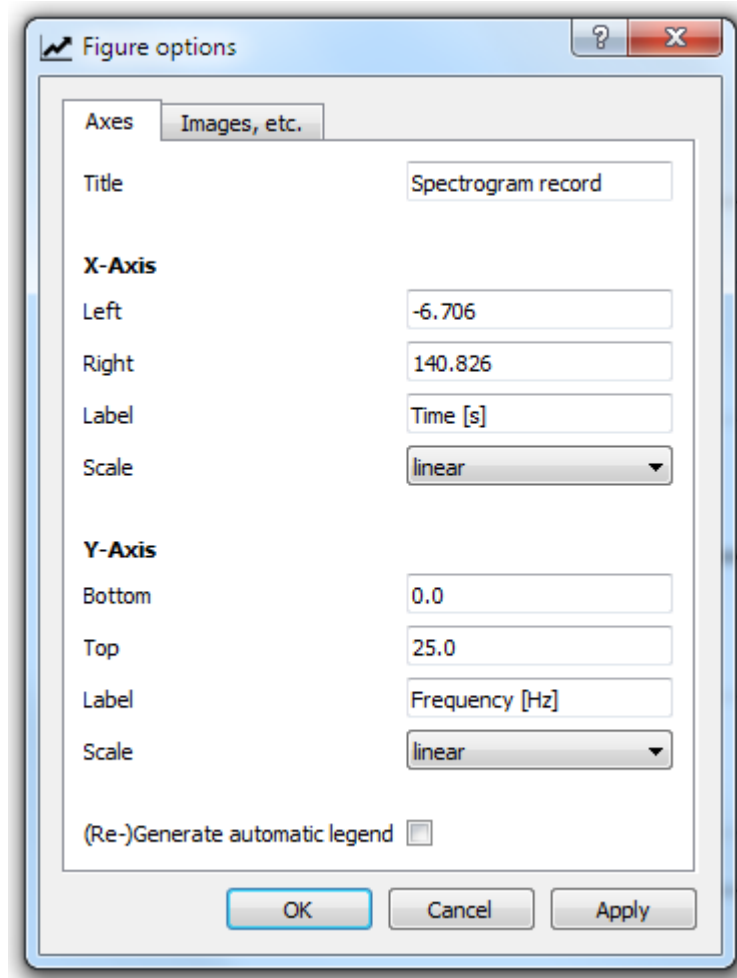 Figure options
Axes Images, etc.
Title Spectrogram record
X-Axis
Left -6.706
Right 140.826
Label Time [s]
Scale linear
Y-Axis
Bottom 0.0
Top 25.0
Label Frequency [Hz]
Scale linear
(Re-)Generate automatic legend
OK Cancel Apply